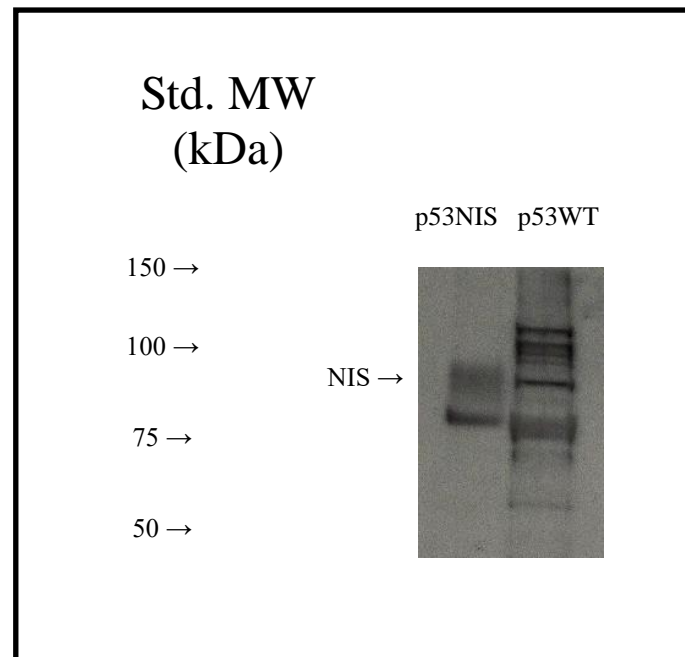 Std. MW
(kDa)
p53NIS p53WT
150 →
100 →
NIS →
75 →
50 →